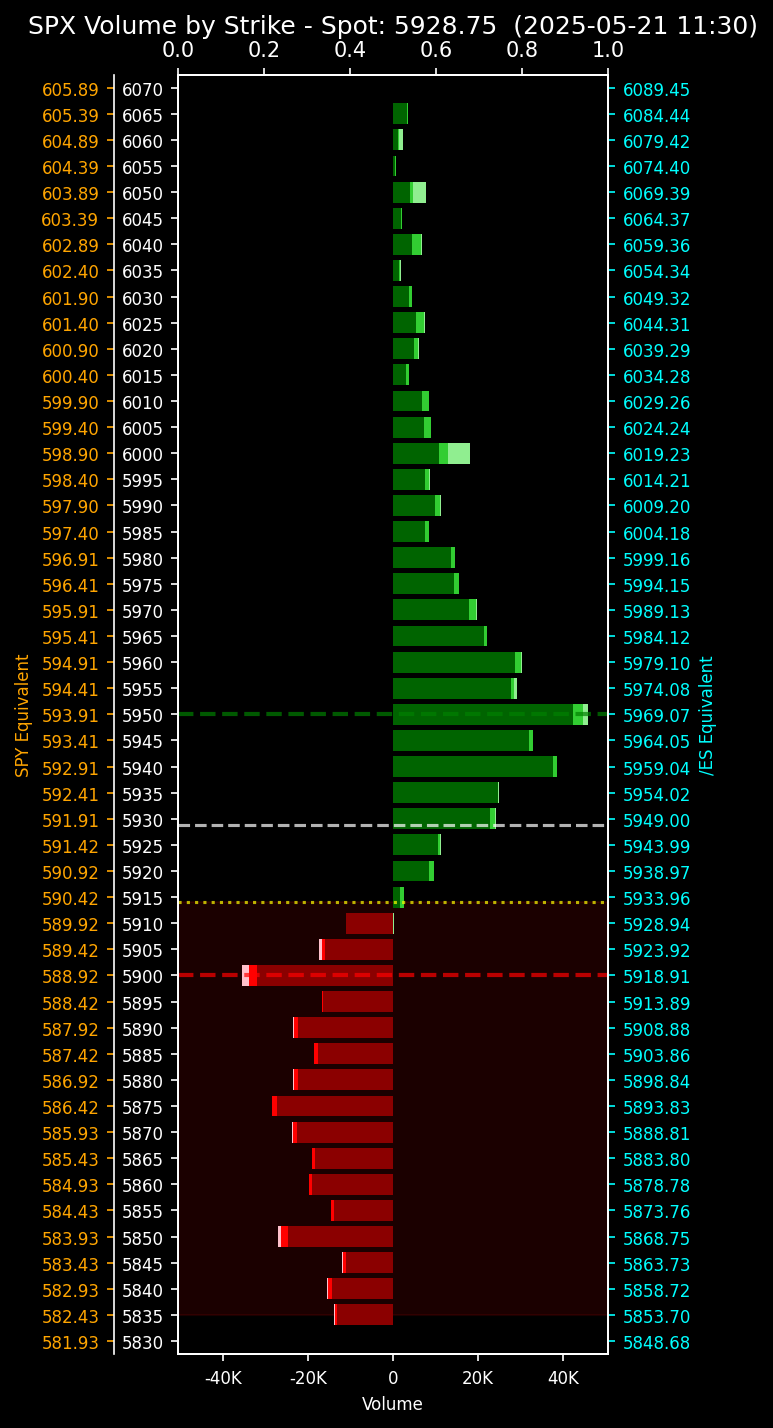 SPX Volume by Strike - Spot: 5928.75 (2025-05-21 11:30)
0.0 0.2 0.4 0.6 0.8 1.0
605.89 6070 6089.45
605.39 6065 6084.44
604.89 6060 6079.42
604.39 6055 6074.40
603.89 6050 6069.39
603.39 6045 6064.37
602.89 6040 6059.36
602.40 6035 6054.34
601.90 6030 6049.32
601.40 6025 6044.31
600.90 6020 6039.29
600.40 6015 6034.28
599.90 6010 6029.26
599.40 6005 6024.24
598.90 6000 6019.23
598.40 5995 6014.21
597.90 5990 6009.20
597.40 5985 6004.18
596.91 5980 5999.16
596.41 5975 5994.15
595.91 5970 5989.13
595.41 5965 5984.12
594.91 5960 5979.10
594.41 5955 5974.08
593.91 5950 5969.07
593.41 5945 5964.05
592.91 5940 5959.04
592.41 5935 5954.02
591.91 5930 5949.00
591.42 5925 5943.99
590.92 5920 5938.97
590.42 5915 5933.96
589.92 5910 5928.94
589.42 5905 5923.92
588.92 5900 5918.91
588.42 5895 5913.89
587.92 5890 5908.88
587.42 5885 5903.86
586.92 5880 5898.84
586.42 5875 5893.83
585.93 5870 5888.81
585.43 5865 5883.80
584.93 5860 5878.78
584.43 5855 5873.76
583.93 5850 5868.75
583.43 5845 5863.73
582.93 5840 5858.72
582.43 5835 5853.70
581.93 5830 5848.68
SPY Equivalent
/ES Equivalent
-40K -20K 0 20K 40K
Volume